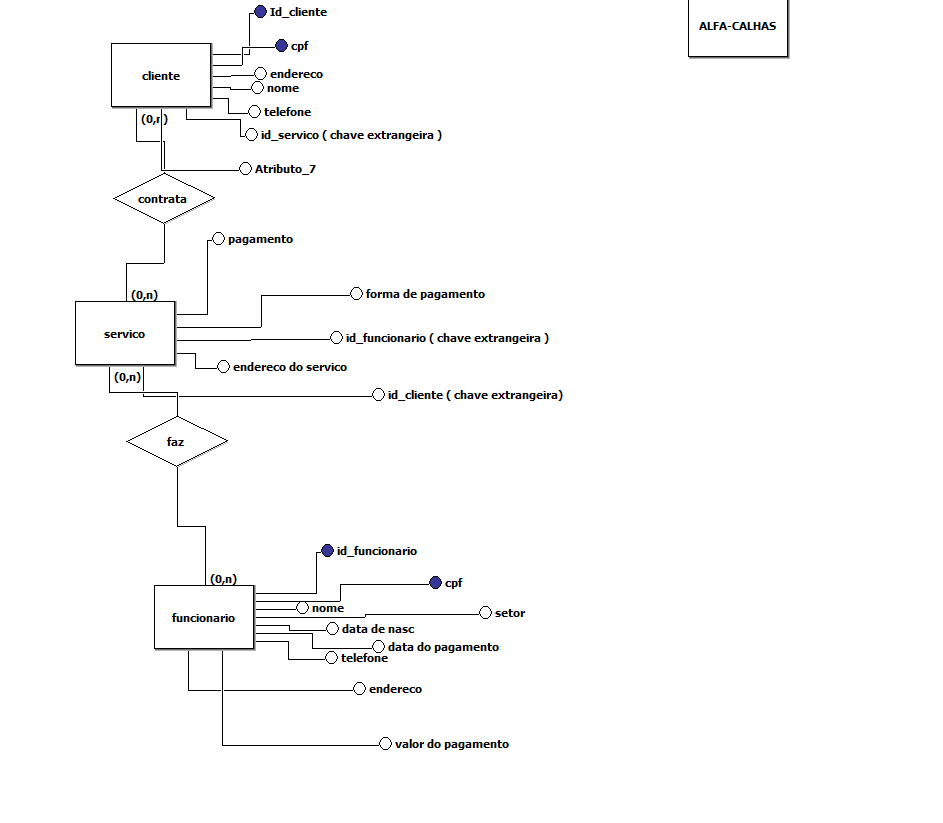 Id_cliente
ALFA-CALHAS
cpf
cliente
endereco
nome
telefone
(0,n)
id_servico ( chave extrangeira )
Atributo_7
contrata
pagamento
forma de pagamento
(0,n)
servico
id_funcionario ( chave extrangeira )
endereco do servico
(0,n)
id_cliente ( chave extrangeira)
faz
id_funcionario
(0,n)
cpf
nome
setor
funcionario
data de nasc
data do pagamento
telefone
endereco
valor do pagamento